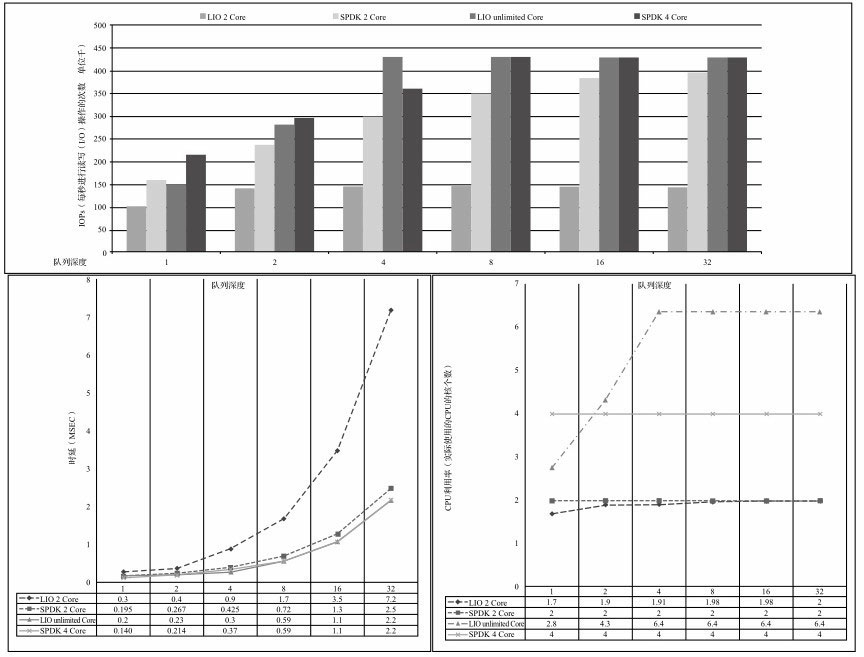 LIO 2 Core SPDK 2 Core LIO unlimited Core SPDK 4 Core
IOPs（每秒进行读写（I/O）操作的次数 单位千）
500
450
400
350
300
250
200
150
100
50
0
队列深度 1 2 4 8 16 32
队列深度
时延（MSEC）
8
7
6
5
4
3
2
1
0
1 2 4 8 16 32
LIO 2 Core 0.3 0.4 0.9 1.7 3.5 7.2
SPDK 2 Core 0.195 0.267 0.425 0.72 1.3 2.5
LIO unlimited Core 0.2 0.23 0.3 0.59 1.1 2.2
SPDK 4 Core 0.140 0.214 0.37 0.59 1.1 2.2
队列深度
CPU利用率（实际使用的CPU的核个数）
7
6
5
4
3
2
1
0
1 2 4 8 16 32
LIO 2 Core 1.7 1.9 1.91 1.98 1.98 2
SPDK 2 Core 2 2 2 2 2 2
LIO unlimited Core 2.8 4.3 6.4 6.4 6.4 6.4
SPDK 4 Core 4 4 4 4 4 4